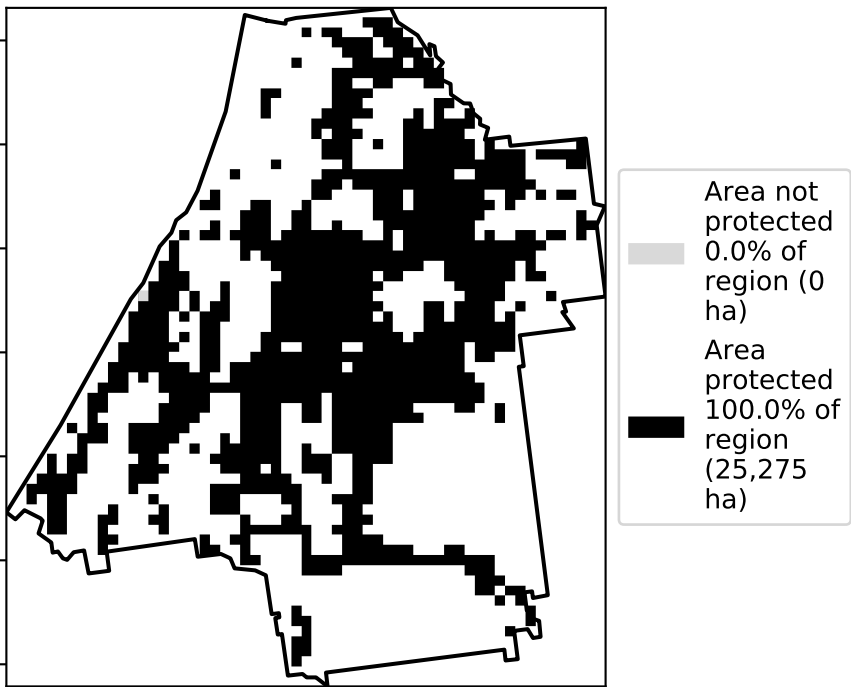 Area not
protected
0.0% of
region (0
ha)
Area
protected
100.0% of
region
(25,275
ha)